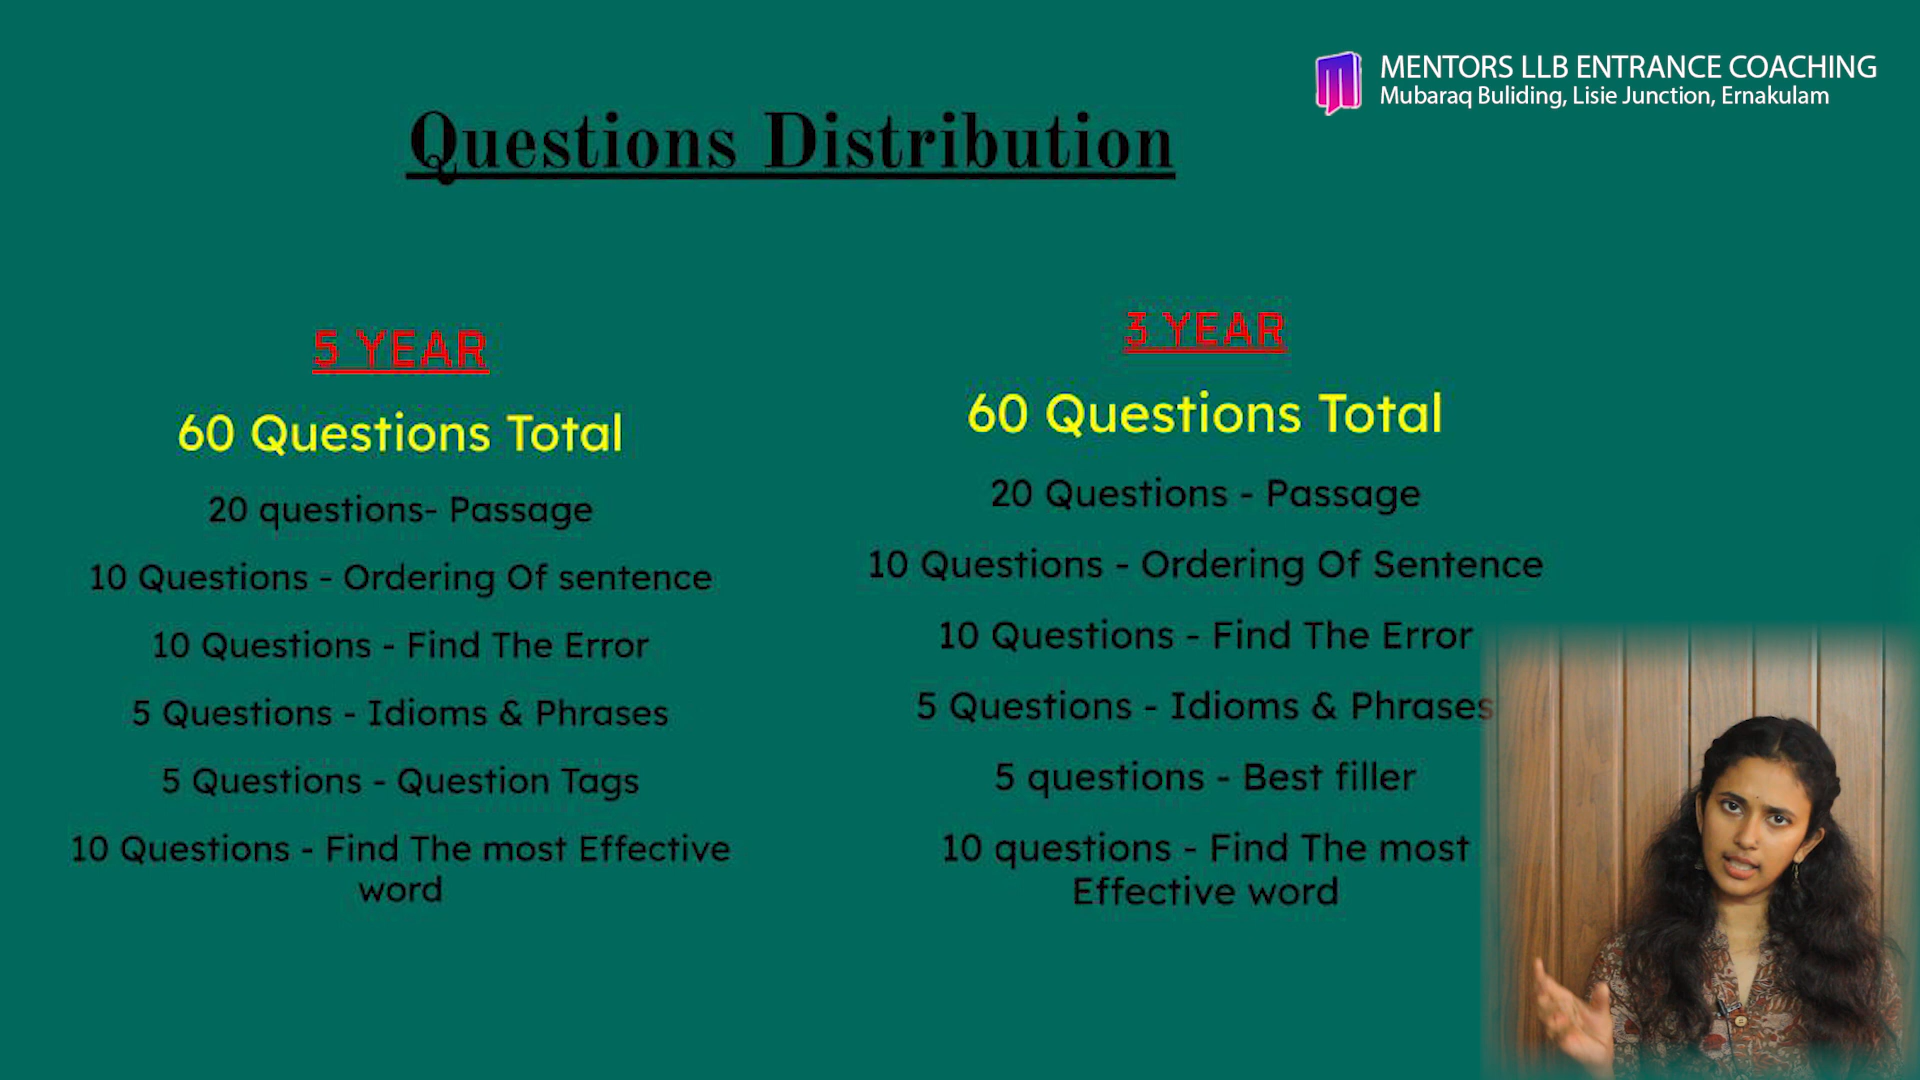 MENTORS LLB ENTRANCE COACHING
Mubaraq Buliding, Lisie Junction, Ernakulam
Questions Distribution
5 YEAR
60 Questions Total
20 questions- Passage
10 Questions - Ordering Of sentence
10 Questions - Find The Error
5 Questions - Idioms & Phrases
5 Questions - Question Tags
10 Questions - Find The most Effective
word
3 YEAR
60 Questions Total
20 Questions - Passage
10 Questions - Ordering Of Sentence
10 Questions - Find The Error
5 Questions - Idioms & Phrases
5 questions - Best filler
10 questions - Find The most
Effective word